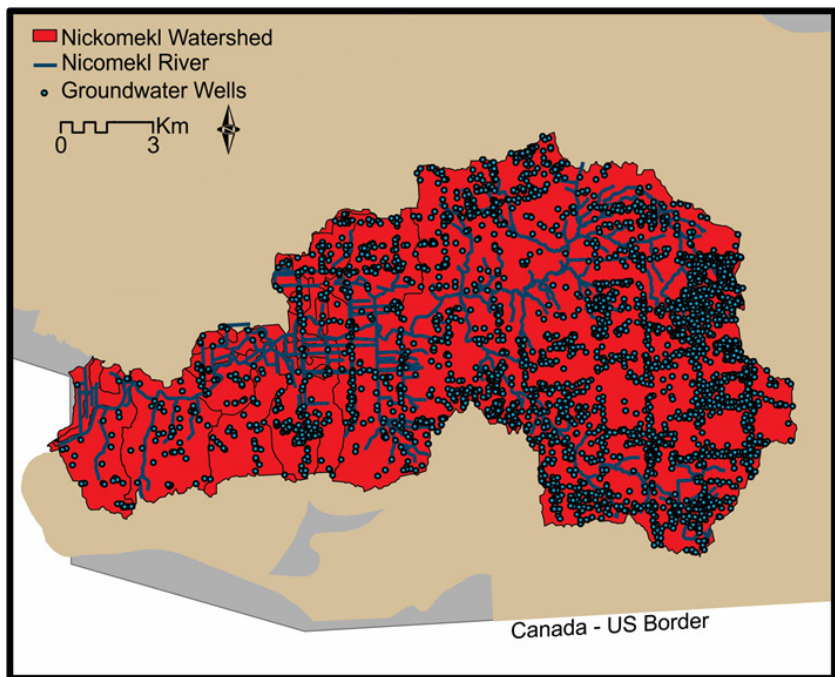 Nickomekl Watershed
Nicomekl River
Groundwater Wells
Km
0 3
N
Canada - US Border